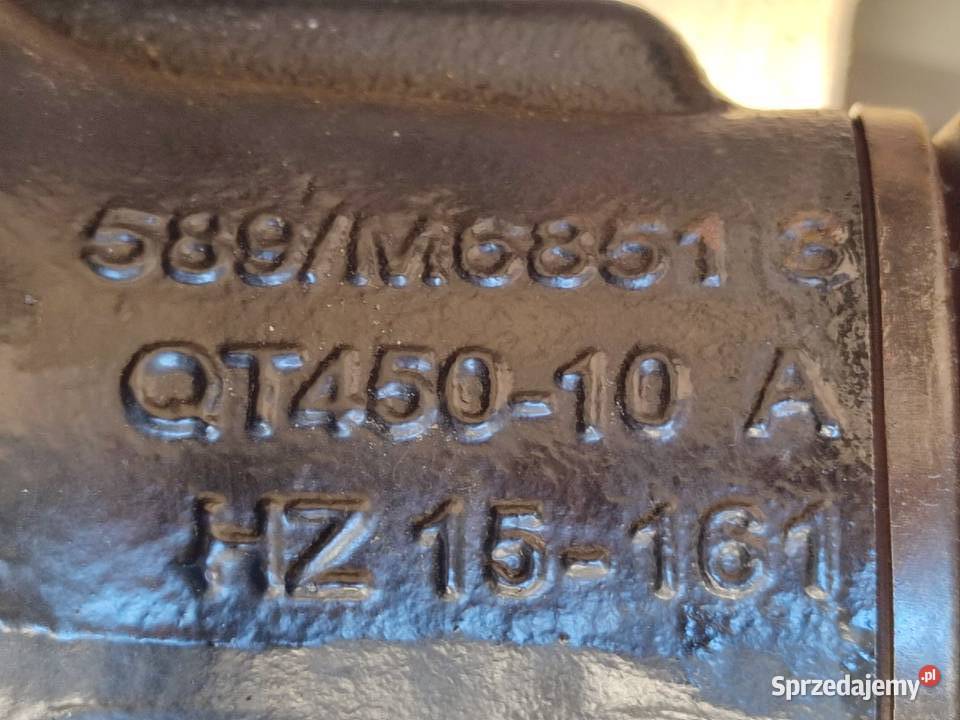 589/M6851 3
QT450-10 A
HZ 15-161
Sprzedajemy.pl